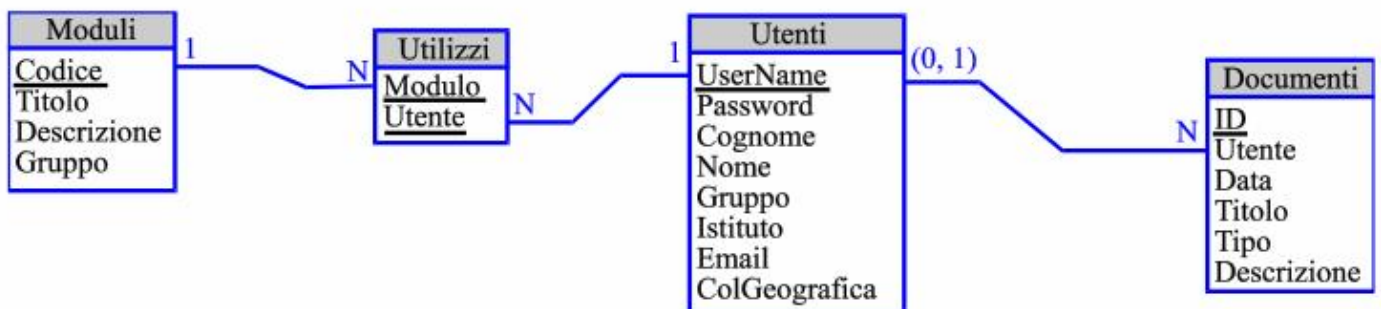 Moduli
Codice
Titolo
Descrizione
Gruppo
1
N
Utilizzi
Modulo
Utente
N
1
Utenti
UserName
Password
Cognome
Nome
Gruppo
Istituto
Email
ColGeografica
(0, 1)
N
Documenti
ID
Utente
Data
Titolo
Tipo
Descrizione